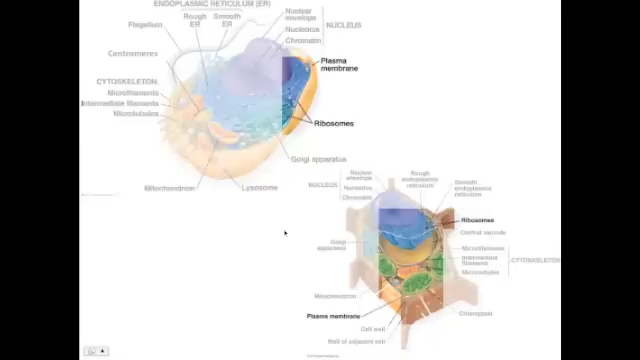 ENDOPLASMIC RETICULUM (ER)
Rough ER
Smooth ER
Flagellum
Nuclear envelope
Nucleolus
Chromatin
NUCLEUS
Centrosomes
Plasma membrane
CYTOSKELETON:
Microfilaments
Intermediate filaments
Microtubules
Ribosomes
Golgi apparatus
Mitochondrion
Lysosome
NUCLEUS
Nuclear envelope
Nucleolus
Chromatin
Rough endoplasmic reticulum
Smooth endoplasmic reticulum
Ribosomes
Central vacuole
Golgi apparatus
Microfilaments
Intermediate filaments
Microtubules
CYTOSKELETON
Mitochondrion
Plasma membrane
Chloroplast
Cell wall
Wall of adjacent cell